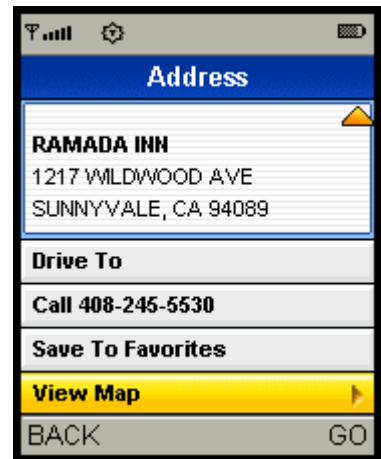 Address
RAMADA INN
1217 WILDWOOD AVE
SUNNYVALE, CA 94089
Drive To
Call 408-245-5530
Save To Favorites
View Map
BACK GO